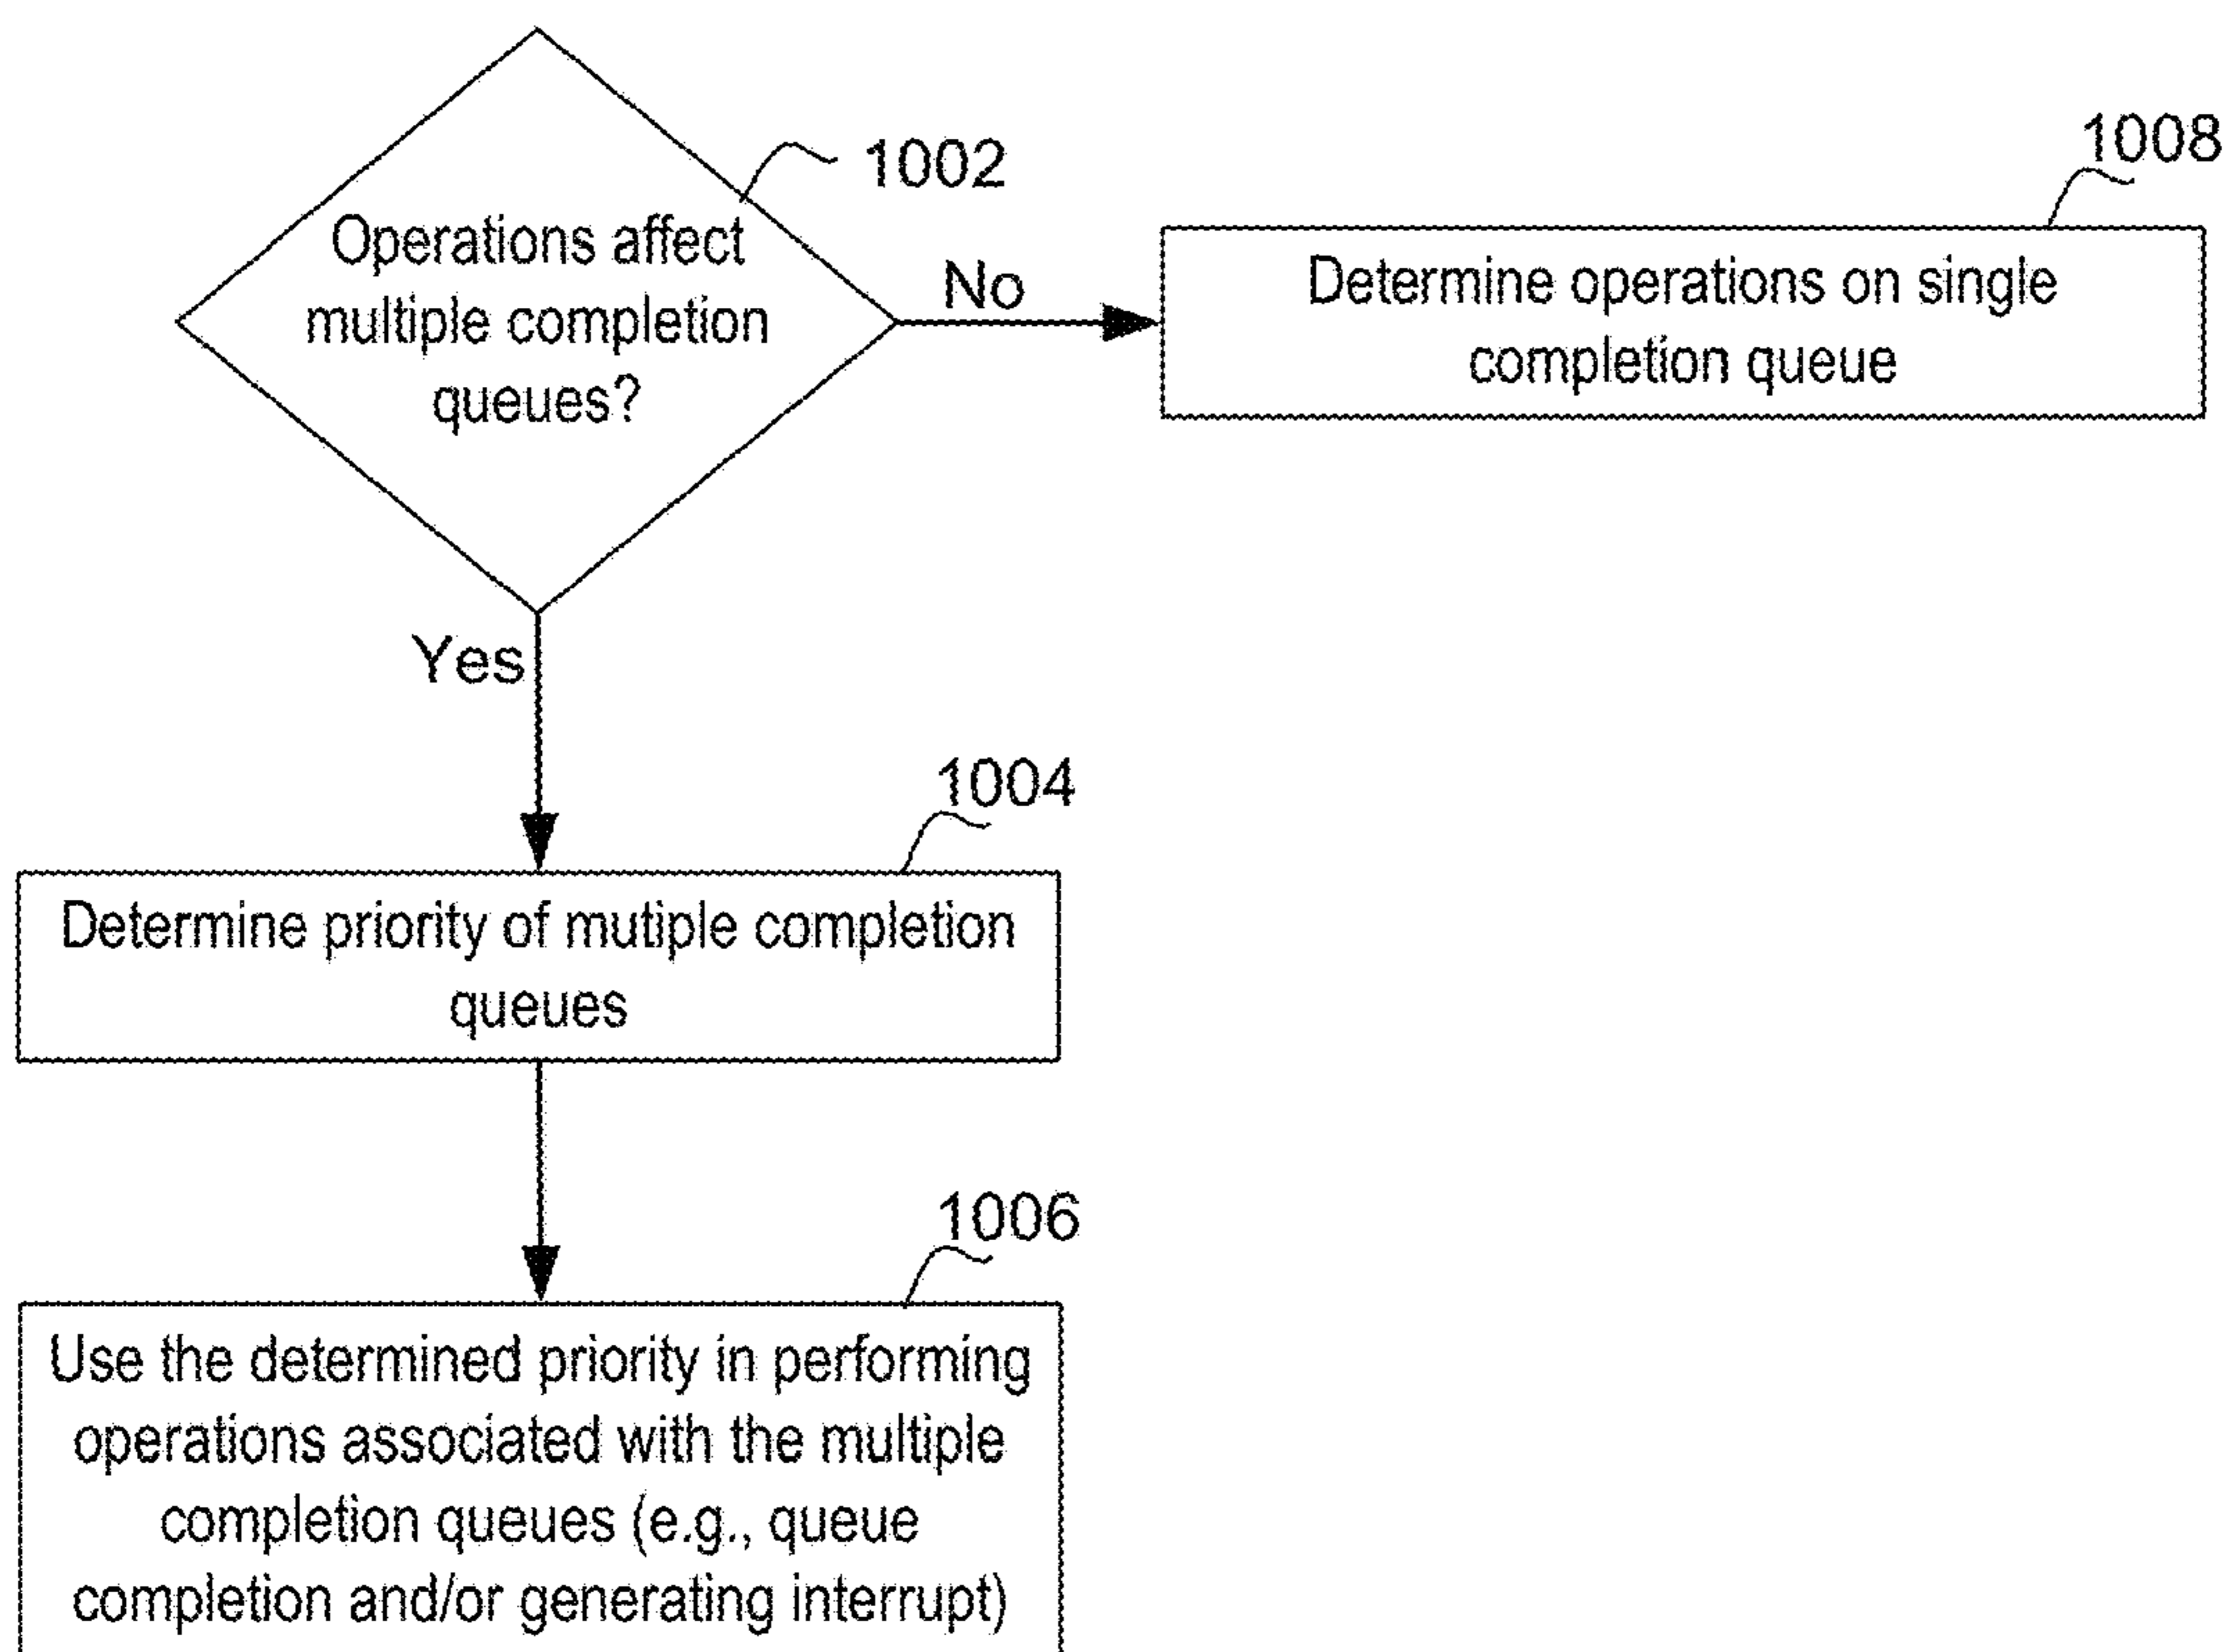 1002
Operations affect
multiple completion
queues?
No
1008
Determine operations on single
completion queue
Yes
1004
Determine priority of mutiple completion
queues
1006
Use the determined priority in performing
operations associated with the multiple
completion queues (e.g., queue
completion and/or generating interrupt)